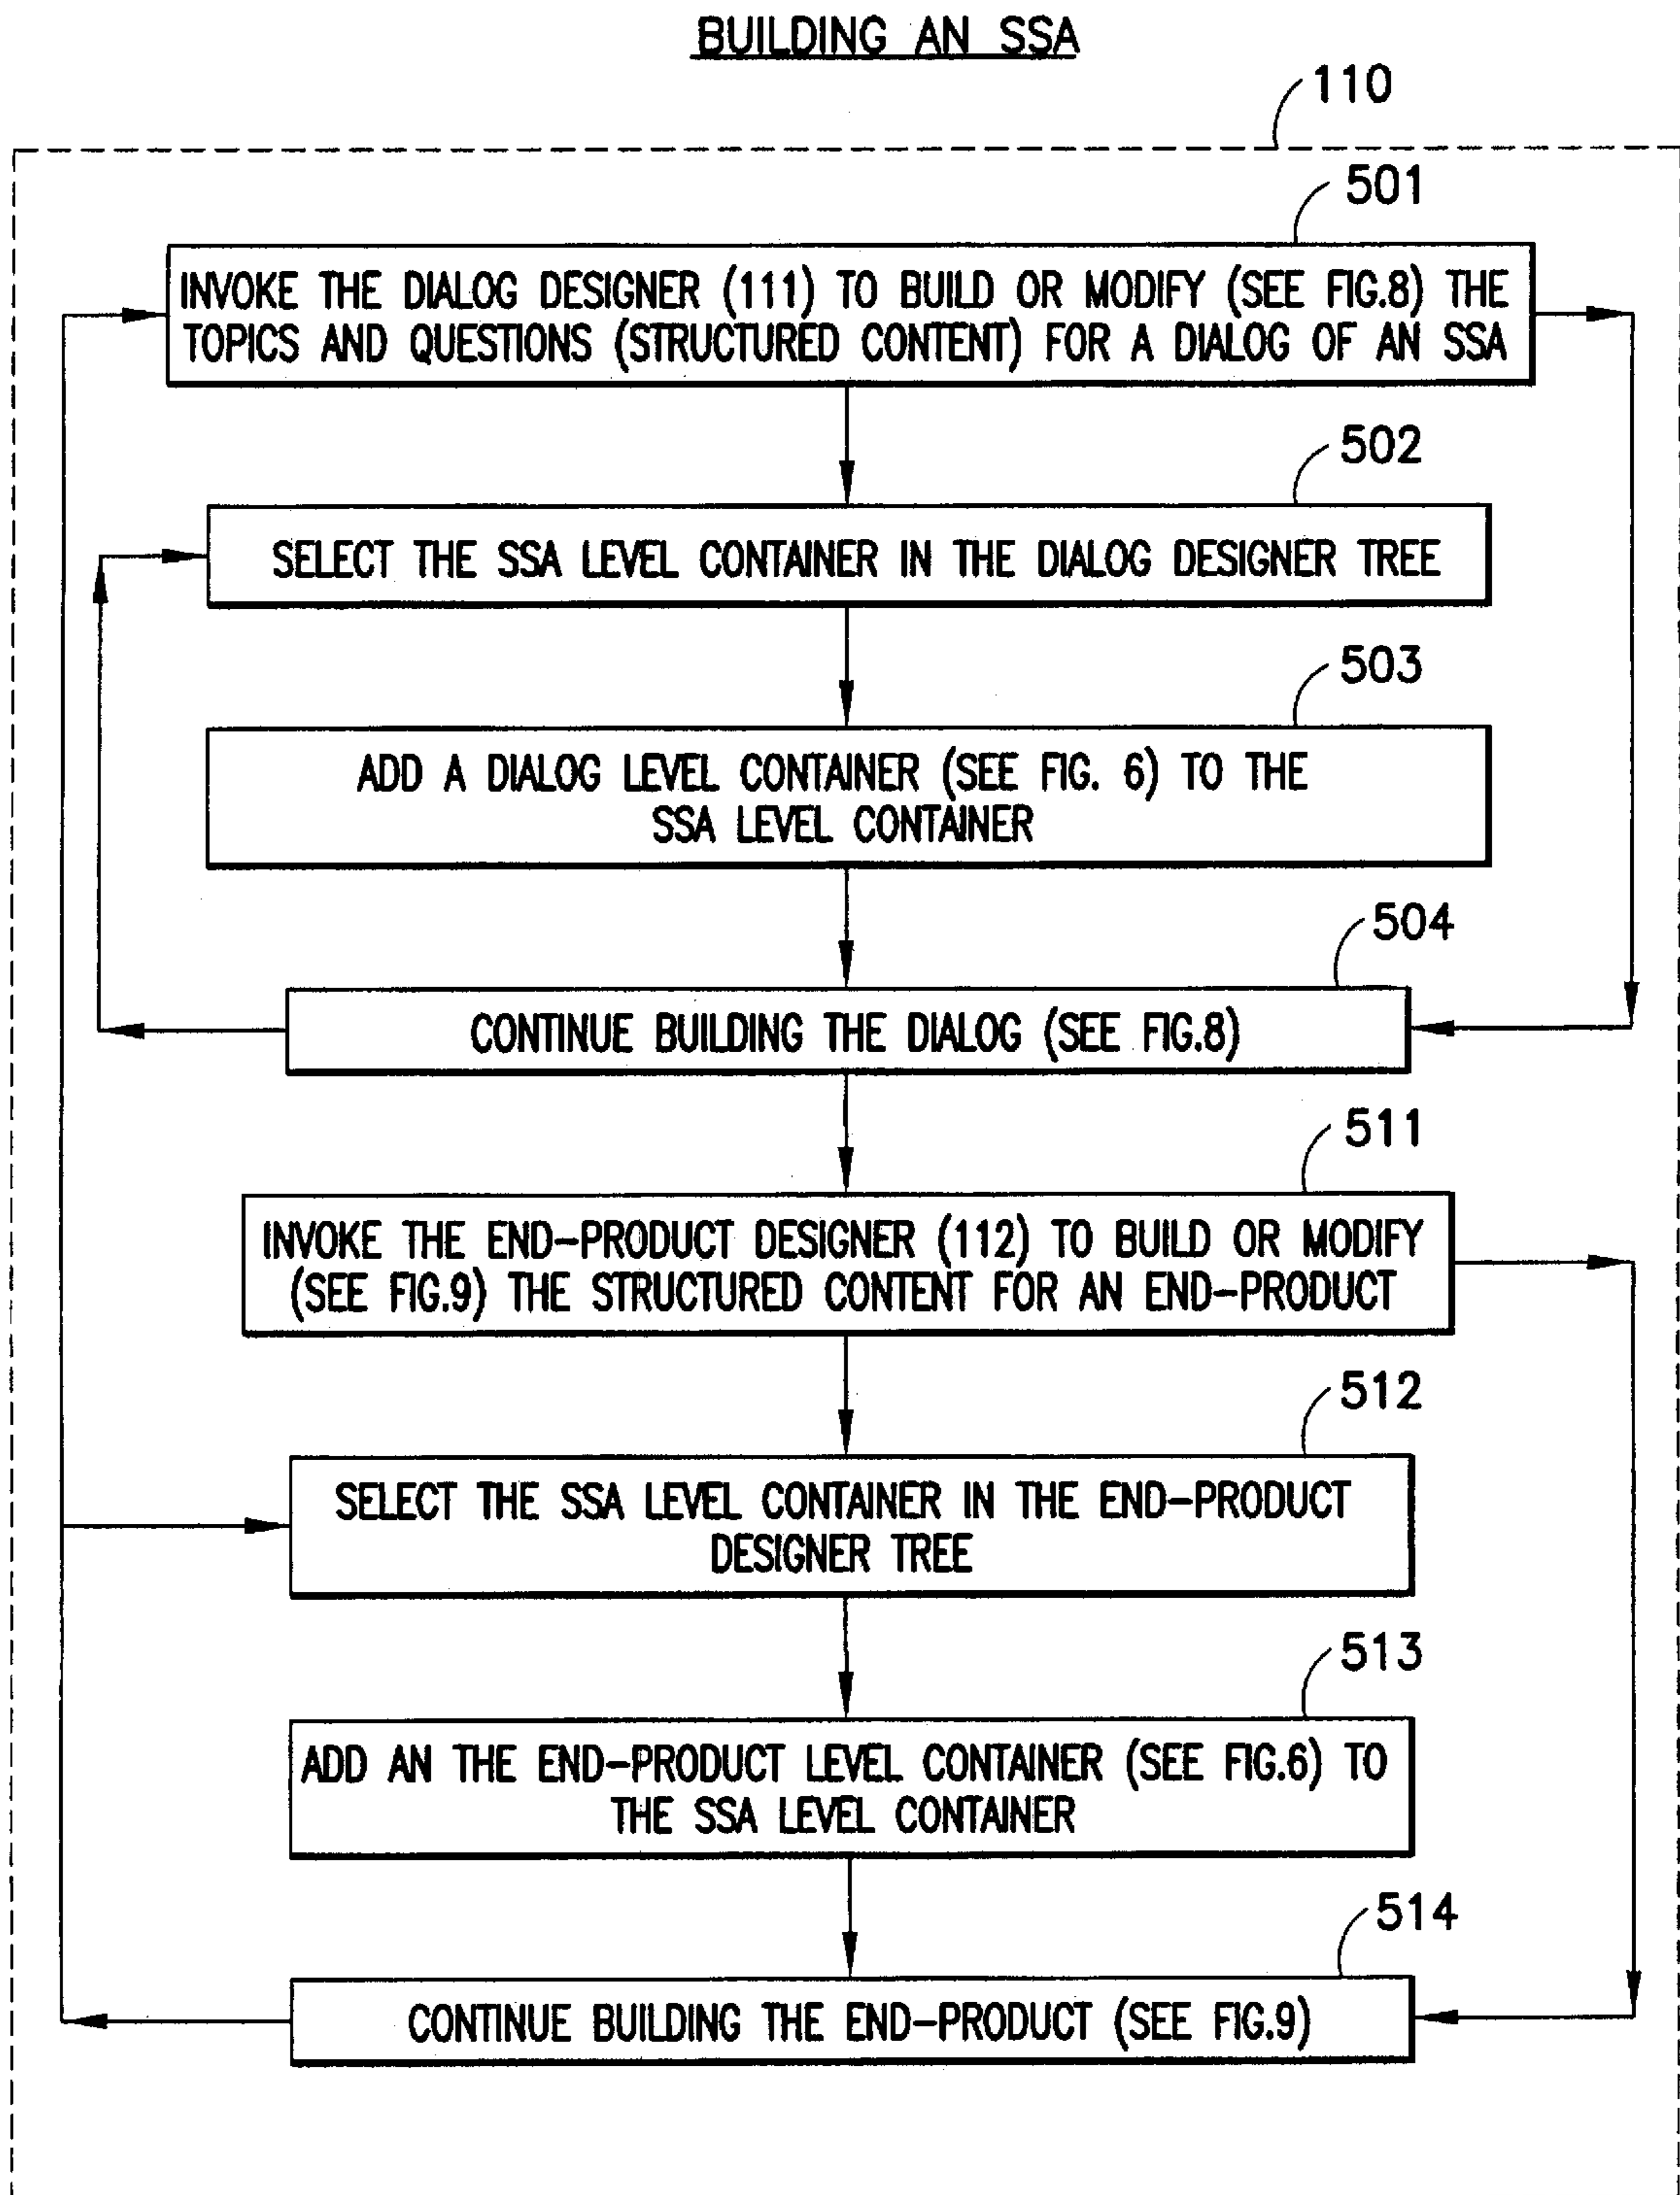 BUILDING AN SSA
110
501
INVOKE THE DIALOG DESIGNER (111) TO BUILD OR MODIFY (SEE FIG.8) THE
TOPICS AND QUESTIONS (STRUCTURED CONTENT) FOR A DIALOG OF AN SSA
502
SELECT THE SSA LEVEL CONTAINER IN THE DIALOG DESIGNER TREE
503
ADD A DIALOG LEVEL CONTAINER (SEE FIG. 6) TO THE
SSA LEVEL CONTAINER
504
CONTINUE BUILDING THE DIALOG (SEE FIG.8)
511
INVOKE THE END-PRODUCT DESIGNER (112) TO BUILD OR MODIFY
(SEE FIG.9) THE STRUCTURED CONTENT FOR AN END-PRODUCT
512
SELECT THE SSA LEVEL CONTAINER IN THE END-PRODUCT
DESIGNER TREE
513
ADD AN THE END-PRODUCT LEVEL CONTAINER (SEE FIG.6) TO
THE SSA LEVEL CONTAINER
514
CONTINUE BUILDING THE END-PRODUCT (SEE FIG.9)